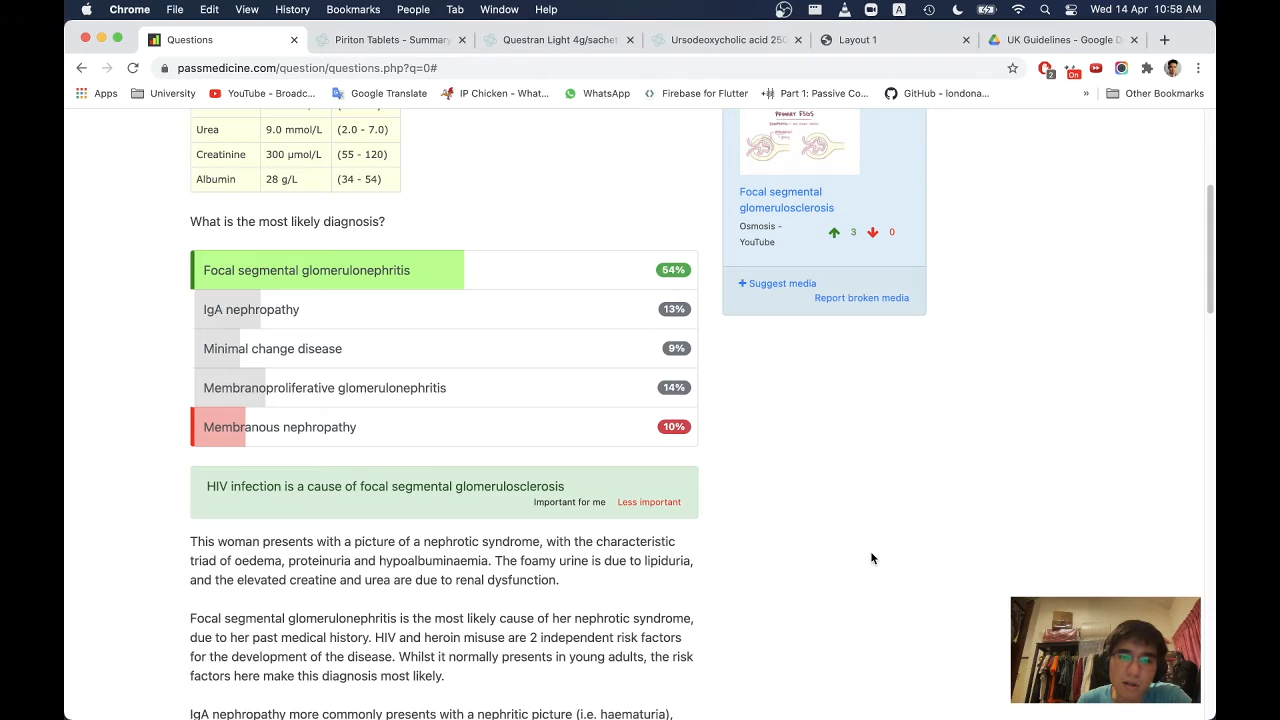 Chrome File Edit View History Bookmarks People Tab Window Help A Wed 14 Apr 10:58 AM
Questions Piriton Tablets - Summary Questran Light 4g/sachet Ursodeoxycholic acid 250 UK Guidelines - Google D
passmedicine.com/question/questions.php?q=0#
2 On
Apps University YouTube - Broadc... Google Translate IP Chicken - What... WhatsApp Firebase for Flutter Part 1: Passive Co... GitHub - londona... » Other Bookmarks
Urea 9.0 mmol/L (2.0 - 7.0)
Creatinine 300 µmol/L (55 - 120)
Albumin 28 g/L (34 - 54)
What is the most likely diagnosis?
Focal segmental glomerulonephritis 54%
IgA nephropathy 13%
Minimal change disease 9%
Membranoproliferative glomerulonephritis 14%
Membranous nephropathy 10%
HIV infection is a cause of focal segmental glomerulosclerosis
Important for me Less important
This woman presents with a picture of a nephrotic syndrome, with the characteristic
triad of oedema, proteinuria and hypoalbuminaemia. The foamy urine is due to lipiduria,
and the elevated creatine and urea are due to renal dysfunction.
Focal segmental glomerulonephritis is the most likely cause of her nephrotic syndrome,
due to her past medical history. HIV and heroin misuse are 2 independent risk factors
for the development of the disease. Whilst it normally presents in young adults, the risk
factors here make this diagnosis most likely.
IgA nephropathy more commonly presents with a nephritic picture (i.e. haematuria),
PRIMARY FSGS
Focal segmental
glomerulosclerosis
Osmosis -
YouTube
3 0
+ Suggest media
Report broken media